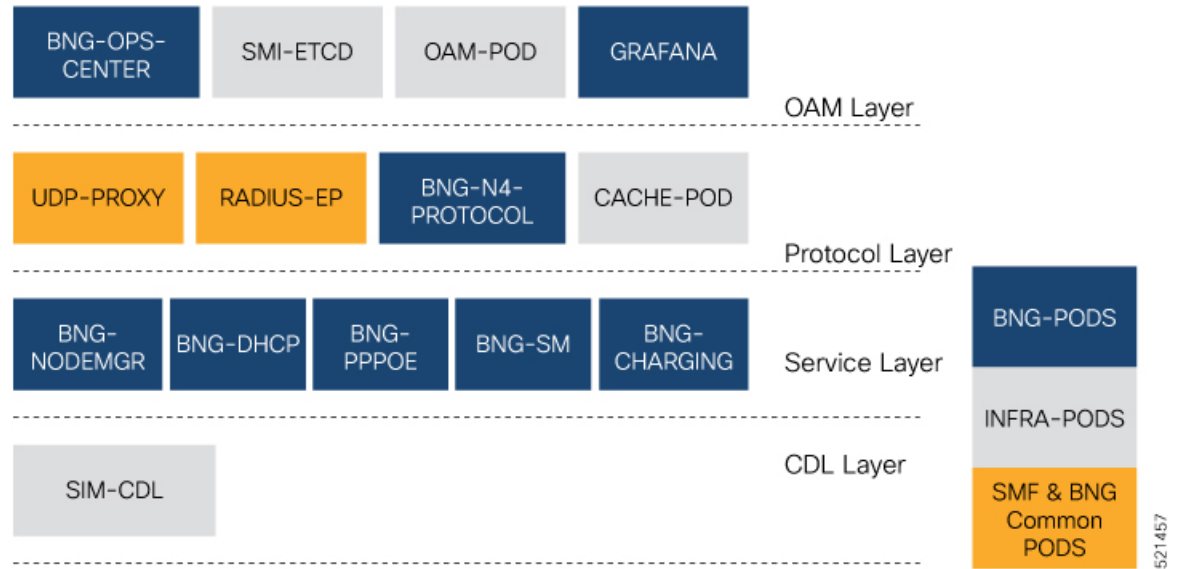 BNG-OPS-
CENTER
SMI-ETCD
OAM-POD
GRAFANA
OAM Layer
UDP-PROXY
RADIUS-EP
BNG-N4-
PROTOCOL
CACHE-POD
Protocol Layer
BNG-
NODEMGR
BNG-DHCP
BNG-
PPPOE
BNG-SM
BNG-
CHARGING
Service Layer
SIM-CDL
CDL Layer
BNG-PODS
INFRA-PODS
SMF & BNG
Common
PODS
521457